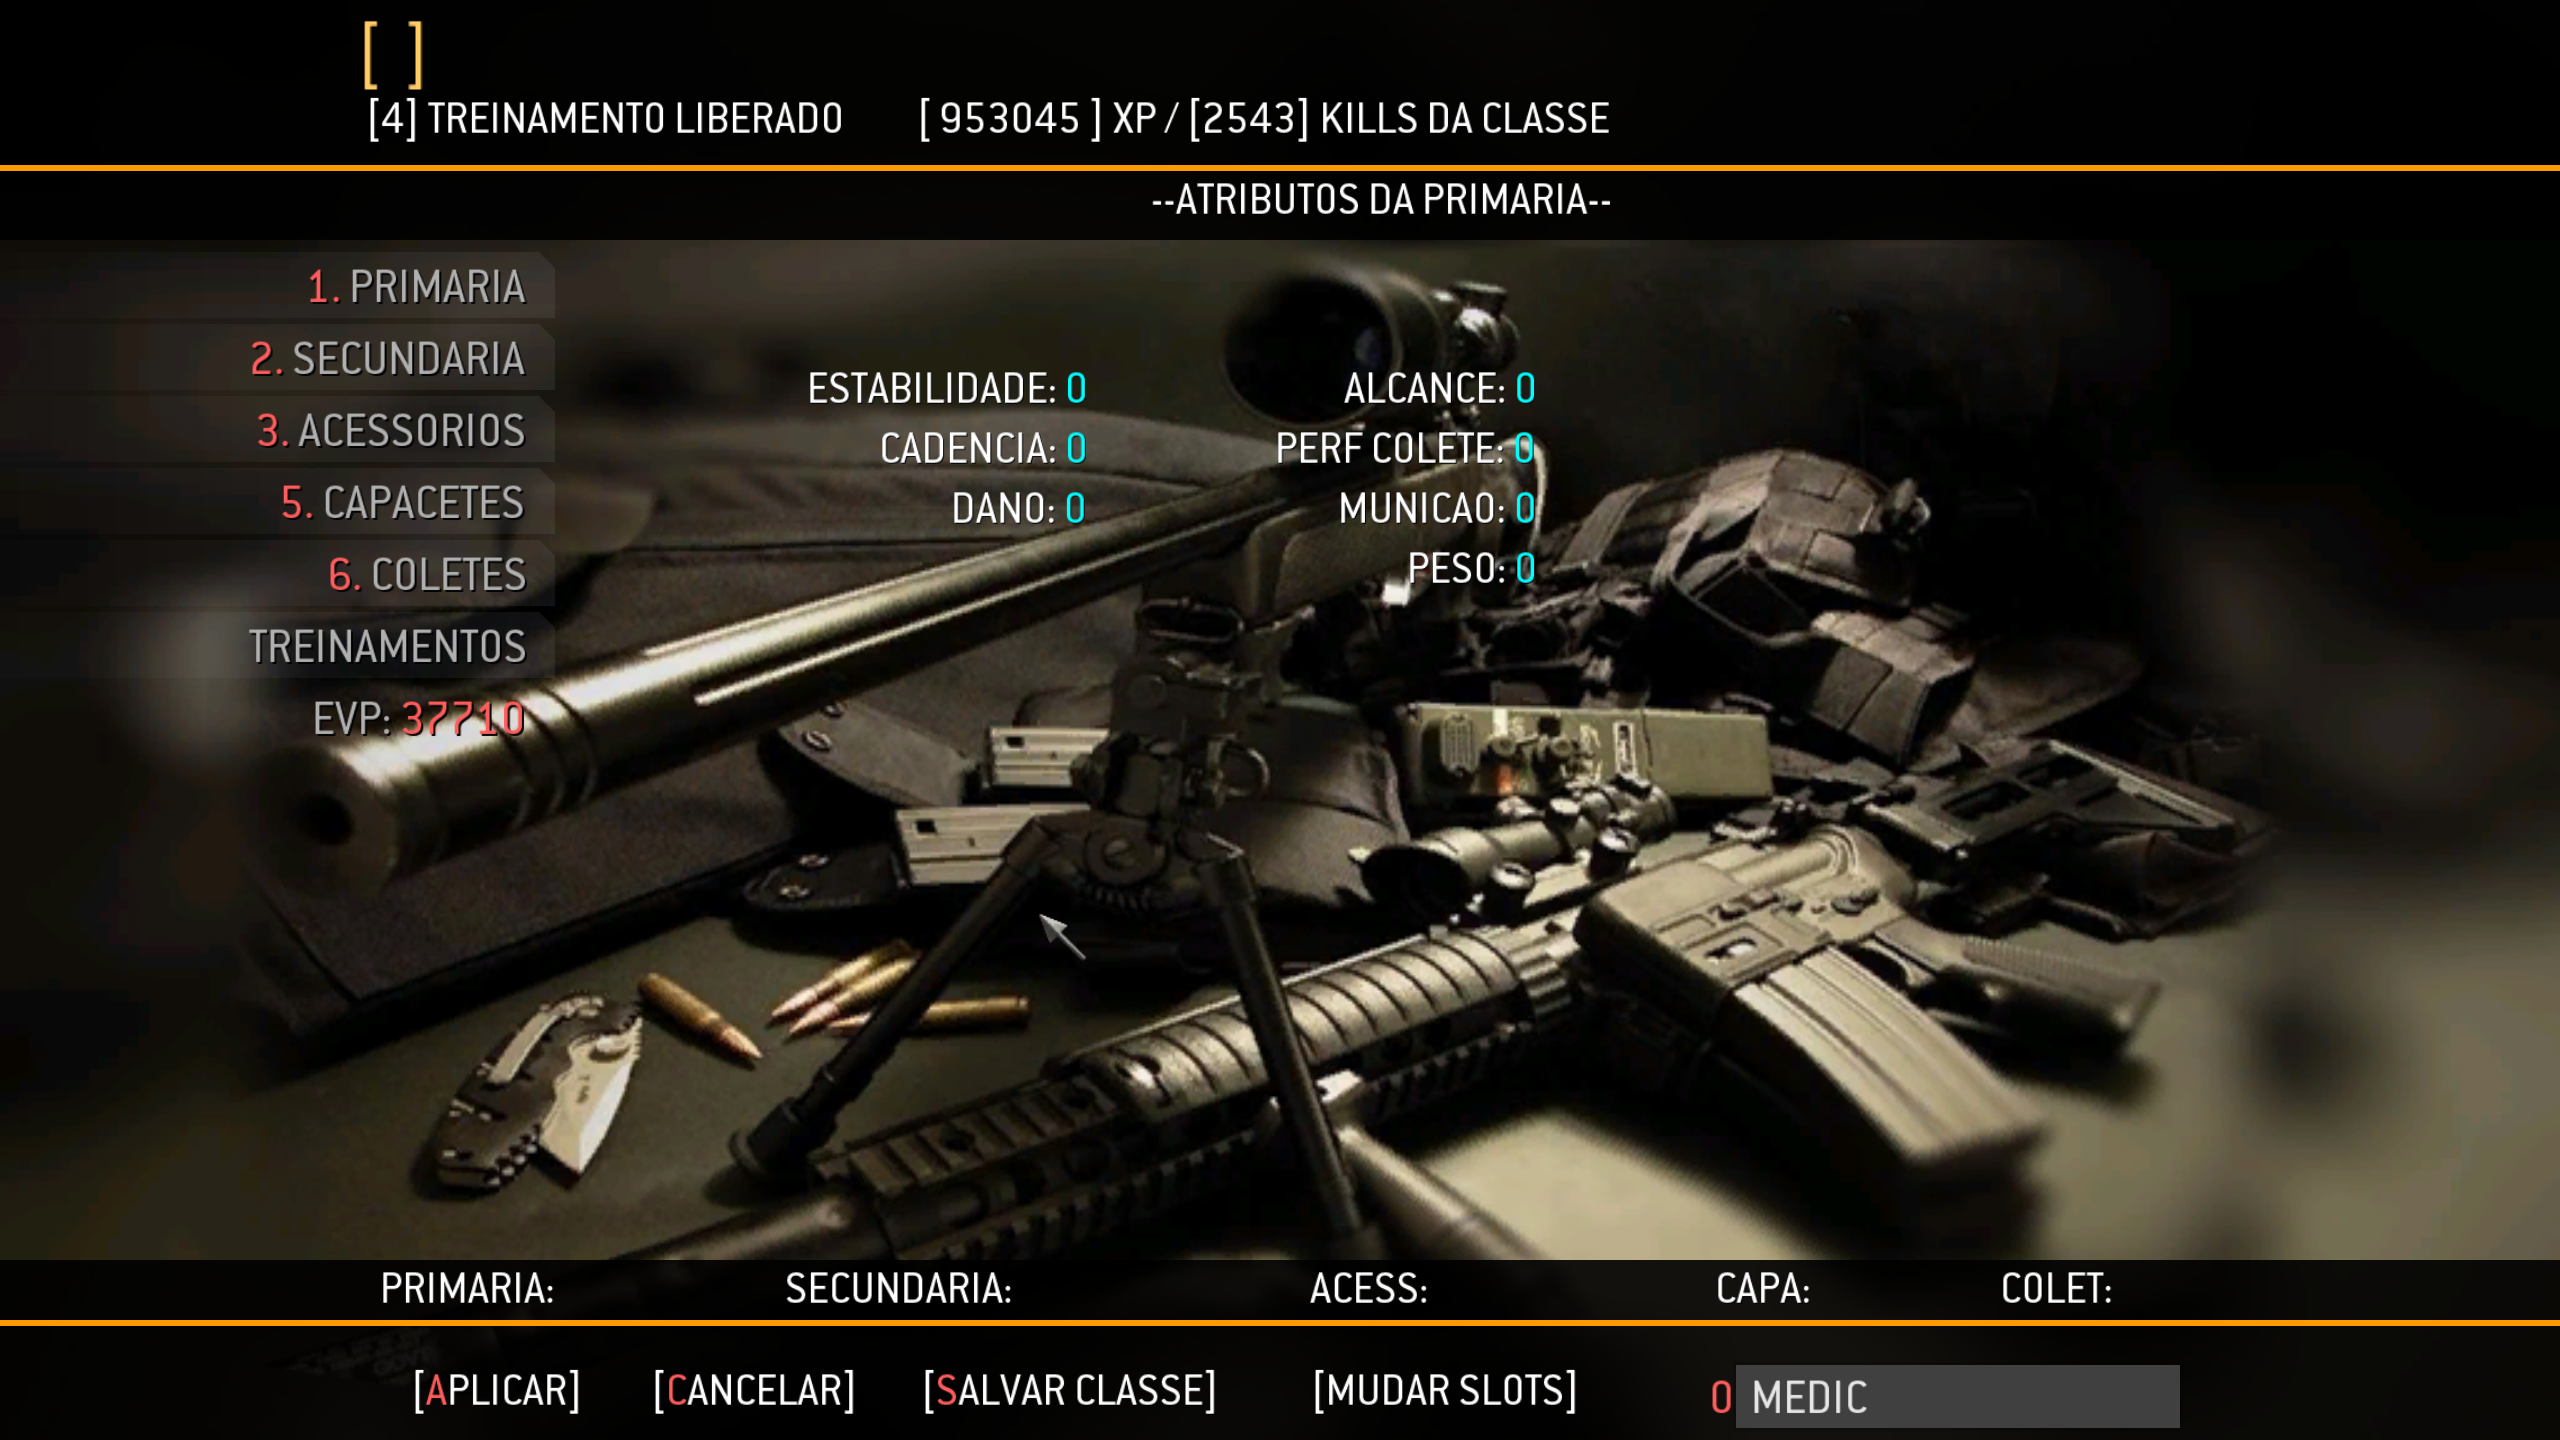 [ ]
[4] TREINAMENTO LIBERADO [ 953045 ] XP / [2543] KILLS DA CLASSE
--ATRIBUTOS DA PRIMARIA--
1. PRIMARIA
2. SECUNDARIA
3. ACESSORIOS
5. CAPACETES
6. COLETES
TREINAMENTOS
EVP: 37710
ESTABILIDADE: 0 ALCANCE: 0
CADENCIA: 0 PERF COLETE: 0
DANO: 0 MUNICAO: 0
PESO: 0
PRIMARIA: SECUNDARIA: ACESS: CAPA: COLET:
[APLICAR] [CANCELAR] [SALVAR CLASSE] [MUDAR SLOTS] 0 MEDIC